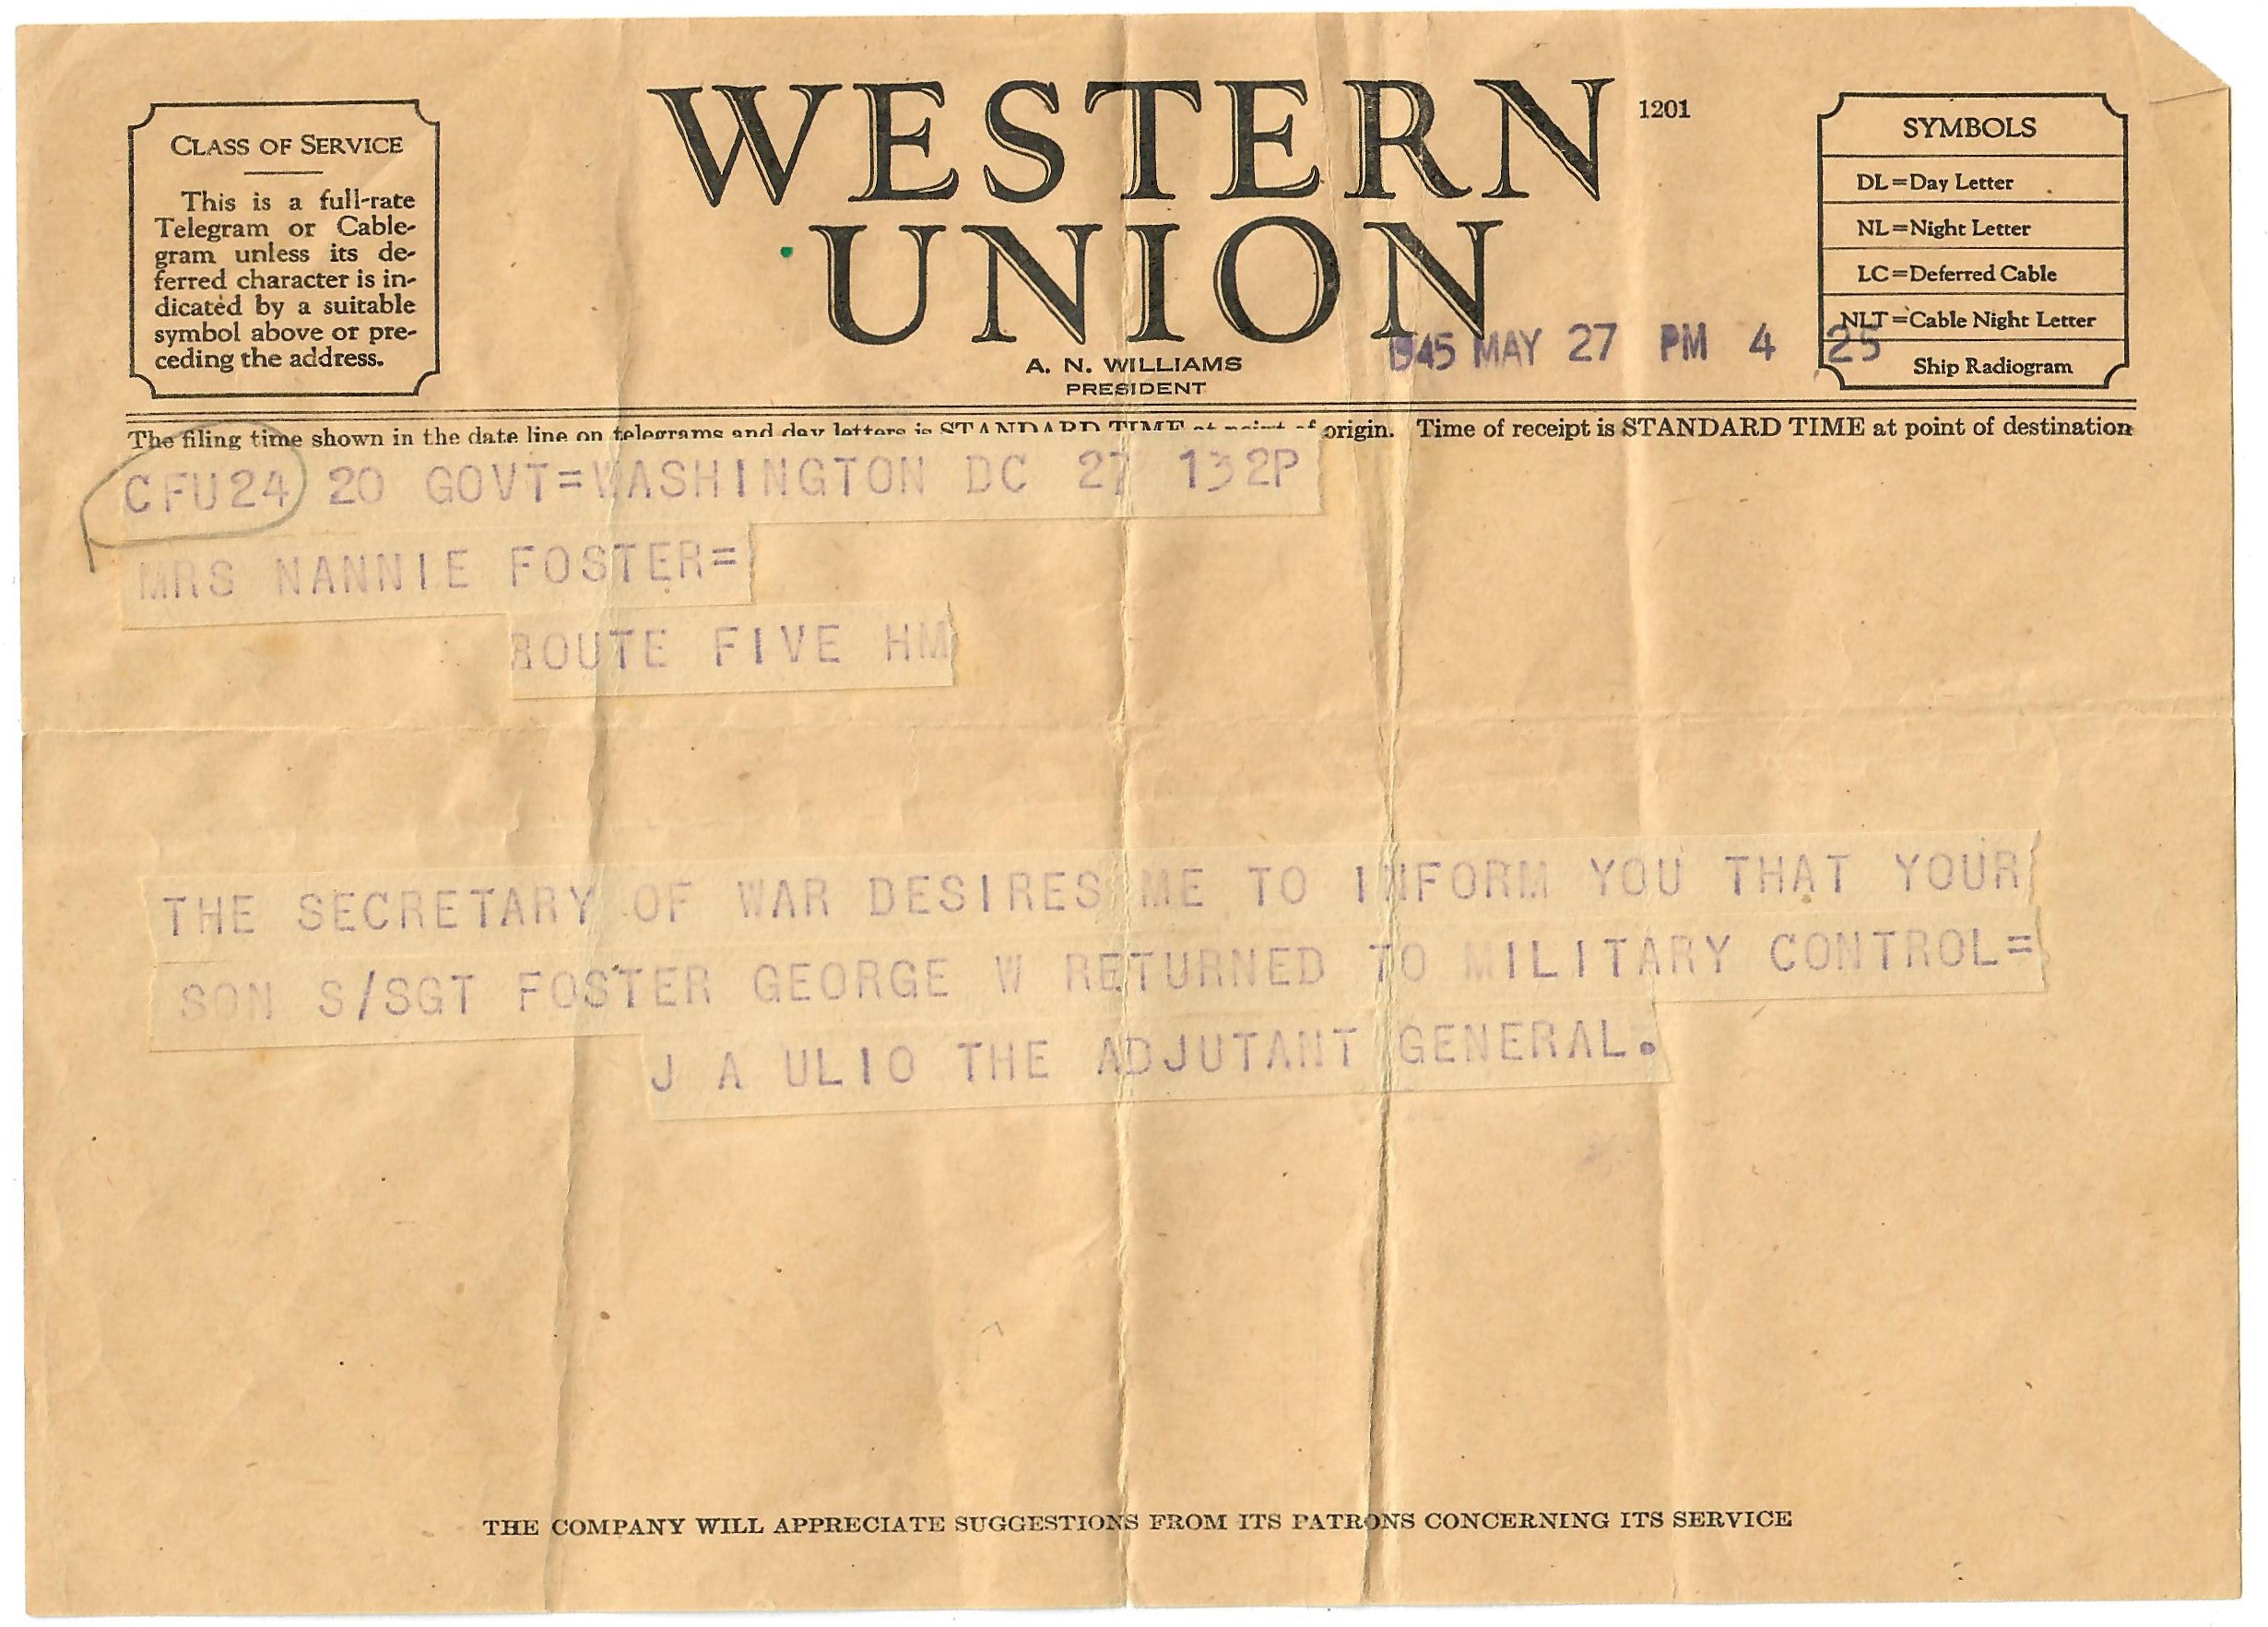 CLASS OF SERVICE
This is a full-rate
Telegram or Cable-
gram unless its de-
ferred character is in-
dicated by a suitable
symbol above or pre-
ceding the address.
WESTERN
UNION
1201
A. N. WILLIAMS
PRESIDENT
SYMBOLS
DL=Day Letter
NL=Night Letter
LC=Deferred Cable
NLT=Cable Night Letter
Ship Radiogram
1945 MAY 27 PM 4 25
The filing time shown in the date line on telegrams and day letters is STANDARD TIME at point of origin. Time of receipt is STANDARD TIME at point of destination
CFU24 20 GOVT=WASHINGTON DC 27 132P
MRS NANNIE FOSTER=
ROUTE FIVE HM
THE SECRETARY OF WAR DESIRES ME TO INFORM YOU THAT YOUR
SON S/SGT FOSTER GEORGE W RETURNED TO MILITARY CONTROL=
J A ULIO THE ADJUTANT GENERAL.
THE COMPANY WILL APPRECIATE SUGGESTIONS FROM ITS PATRONS CONCERNING ITS SERVICE